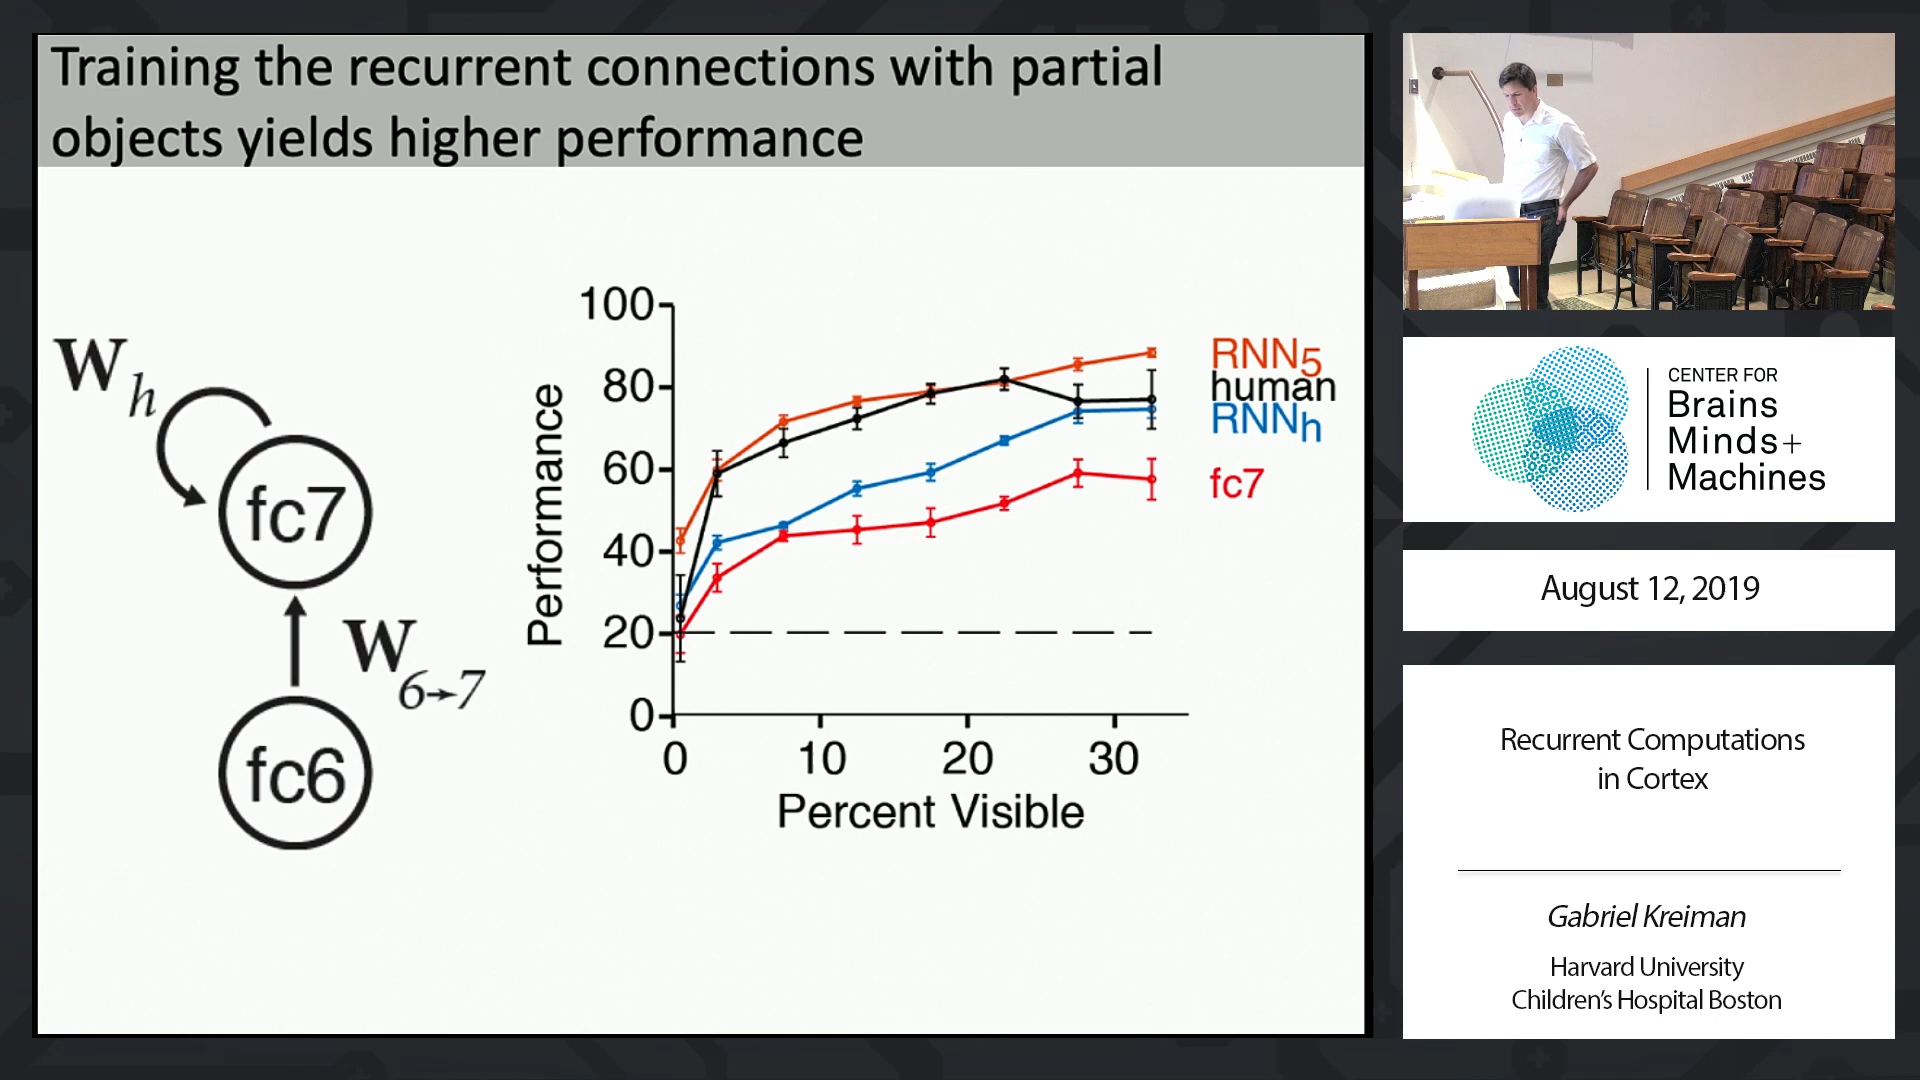 Training the recurrent connections with partial
objects yields higher performance
W_h
fc7
W_6→7
fc6
Performance
100
80
60
40
20
0
0 10 20 30
Percent Visible
RNN5
human
RNNh
fc7
CENTER FOR
Brains
Minds+
Machines
August 12, 2019
Recurrent Computations
in Cortex
Gabriel Kreiman
Harvard University
Children's Hospital Boston